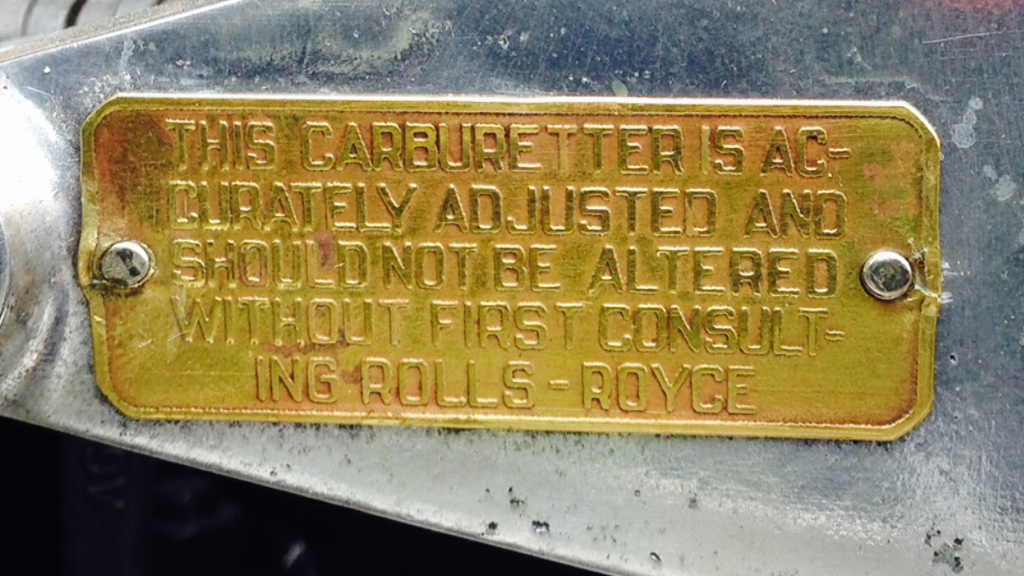 THIS CARBURETTER IS AC-
CURATELY ADJUSTED AND
SHOULD NOT BE ALTERED
WITHOUT FIRST CONSULT-
ING ROLLS-ROYCE